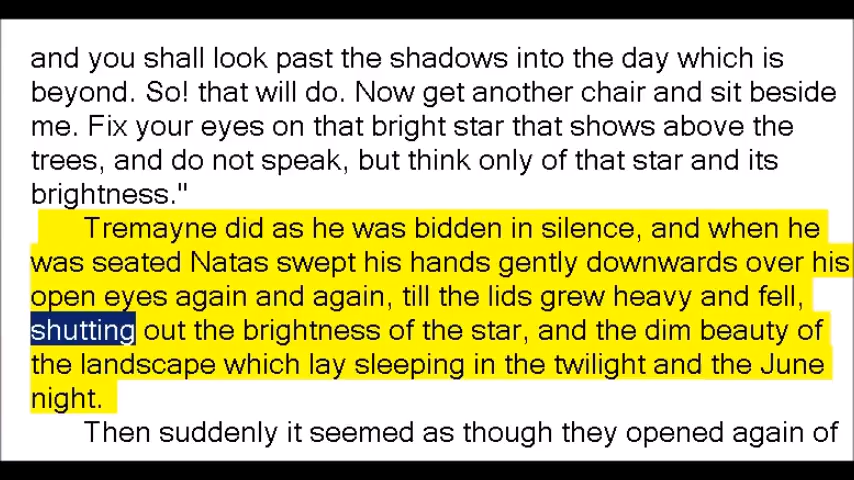 and you shall look past the shadows into the day which is
beyond. So! that will do. Now get another chair and sit beside
me. Fix your eyes on that bright star that shows above the
trees, and do not speak, but think only of that star and its
brightness."
Tremayne did as he was bidden in silence, and when he
was seated Natas swept his hands gently downwards over his
open eyes again and again, till the lids grew heavy and fell,
shutting out the brightness of the star, and the dim beauty of
the landscape which lay sleeping in the twilight and the June
night.
Then suddenly it seemed as though they opened again of